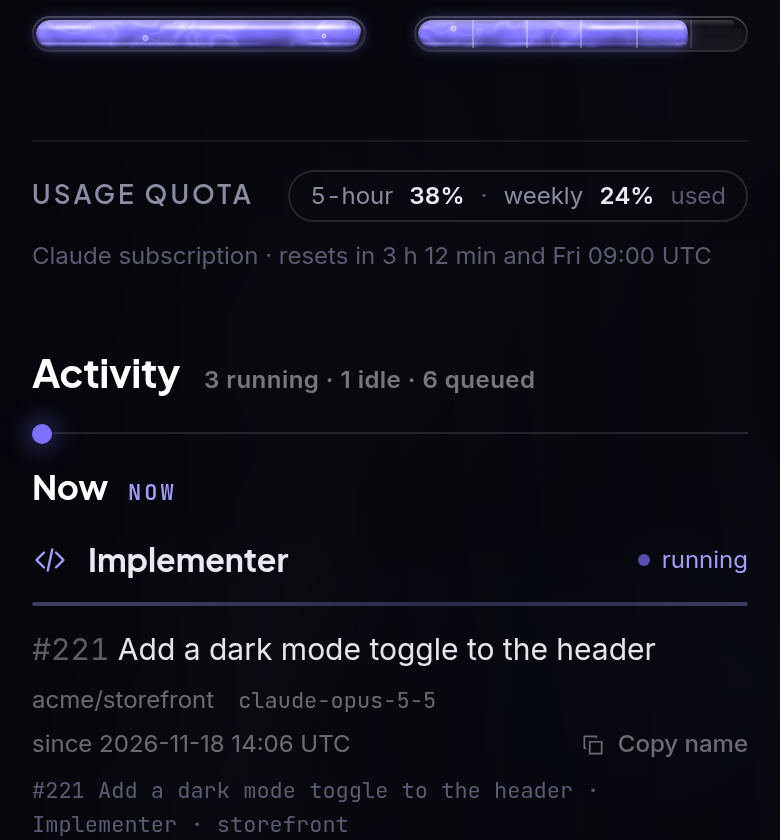 USAGE QUOTA 5-hour 38% · weekly 24% used
Claude subscription · resets in 3 h 12 min and Fri 09:00 UTC
Activity 3 running · 1 idle · 6 queued
Now NOW
</> Implementer running
#221 Add a dark mode toggle to the header
acme/storefront claude-opus-5-5
since 2026-11-18 14:06 UTC Copy name
#221 Add a dark mode toggle to the header ·
Implementer · storefront